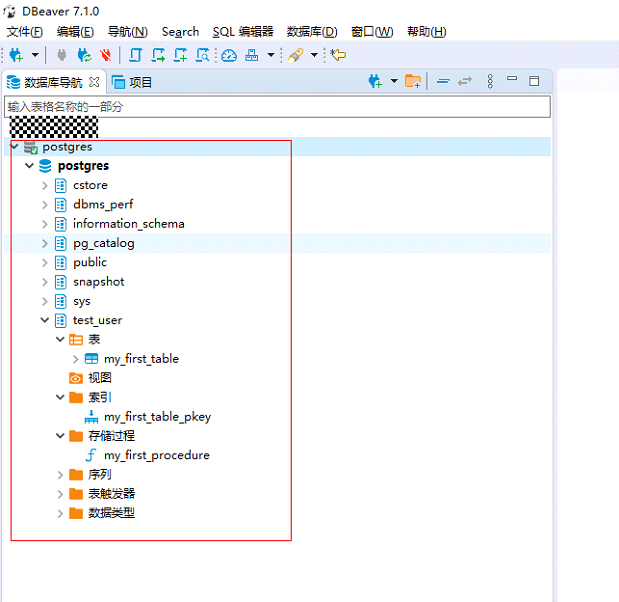 DBeaver 7.1.0
文件(F) 编辑(E) 导航(N) Search SQL 编辑器 数据库(D) 窗口(W) 帮助(H)
数据库导航 项目
输入表格名称的一部分
postgres
postgres
cstore
dbms_perf
information_schema
pg_catalog
public
snapshot
sys
test_user
表
my_first_table
视图
索引
my_first_table_pkey
存储过程
my_first_procedure
序列
表触发器
数据类型